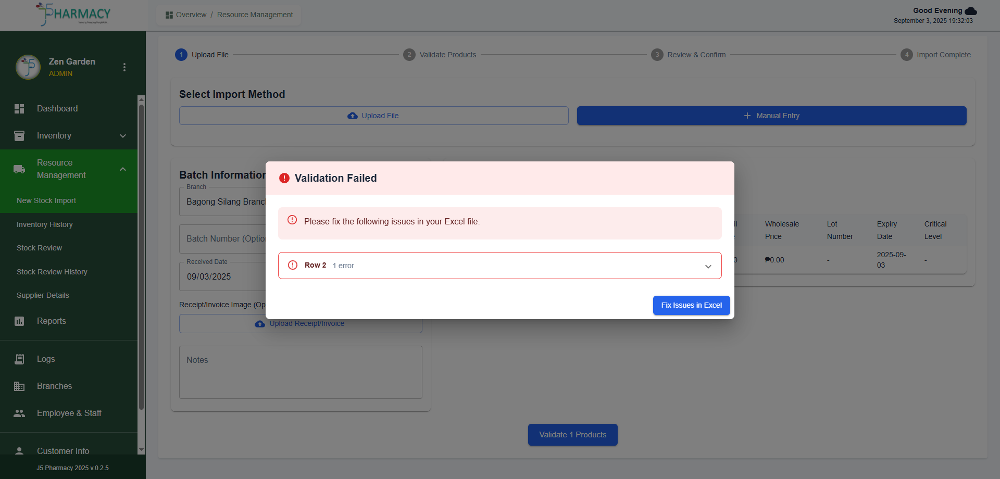 PHARMACY
Overview / Resource Management
Good Evening
September 3, 2025 19:32:03
Zen Garden
ADMIN
Dashboard
Inventory
Resource
Management
New Stock Import
Inventory History
Stock Review
Stock Review History
Supplier Details
Reports
Logs
Branches
Employee & Staff
Customer Info
J5 Pharmacy 2025 v.0.2.5
1 Upload File
2 Validate Products
3 Review & Confirm
4 Import Complete
Select Import Method
Upload File
Manual Entry
Batch Information
Branch
Bagong Silang Branc
Batch Number (Optio
Received Date
09/03/2025
Receipt/Invoice Image (Op
Upload Receipt/Invoice
Notes
Wholesale
Price
Lot
Number
Expiry
Date
Critical
Level
₱0.00
-
2025-09-
03
-
Validation Failed
Please fix the following issues in your Excel file:
Row 2 1 error
Fix Issues in Excel
Validate 1 Products